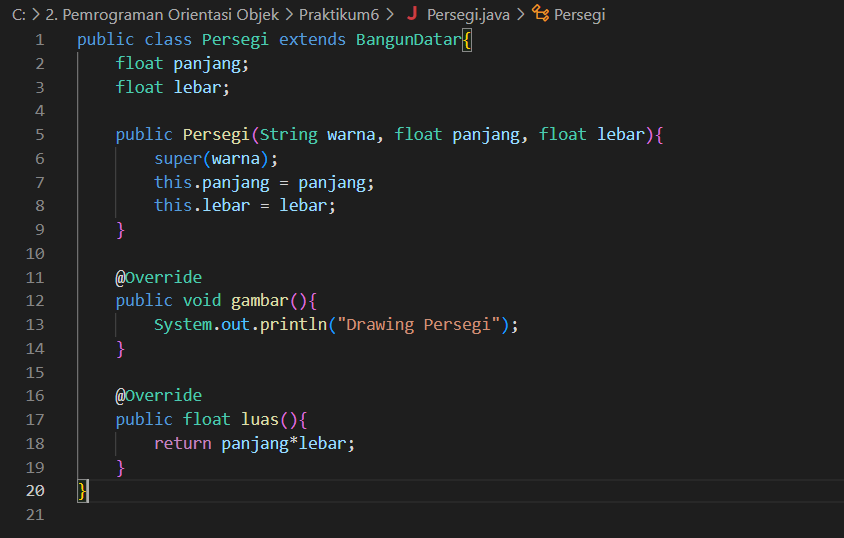 C: > 2. Pemrograman Orientasi Objek > Praktikum6 > J Persegi.java > Persegi
1 public class Persegi extends BangunDatar{
2     float panjang;
3     float lebar;
4
5     public Persegi(String warna, float panjang, float lebar){
6         super(warna);
7         this.panjang = panjang;
8         this.lebar = lebar;
9     }
10
11     @Override
12     public void gambar(){
13         System.out.println("Drawing Persegi");
14     }
15
16     @Override
17     public float luas(){
18         return panjang*lebar;
19     }
20 }
21